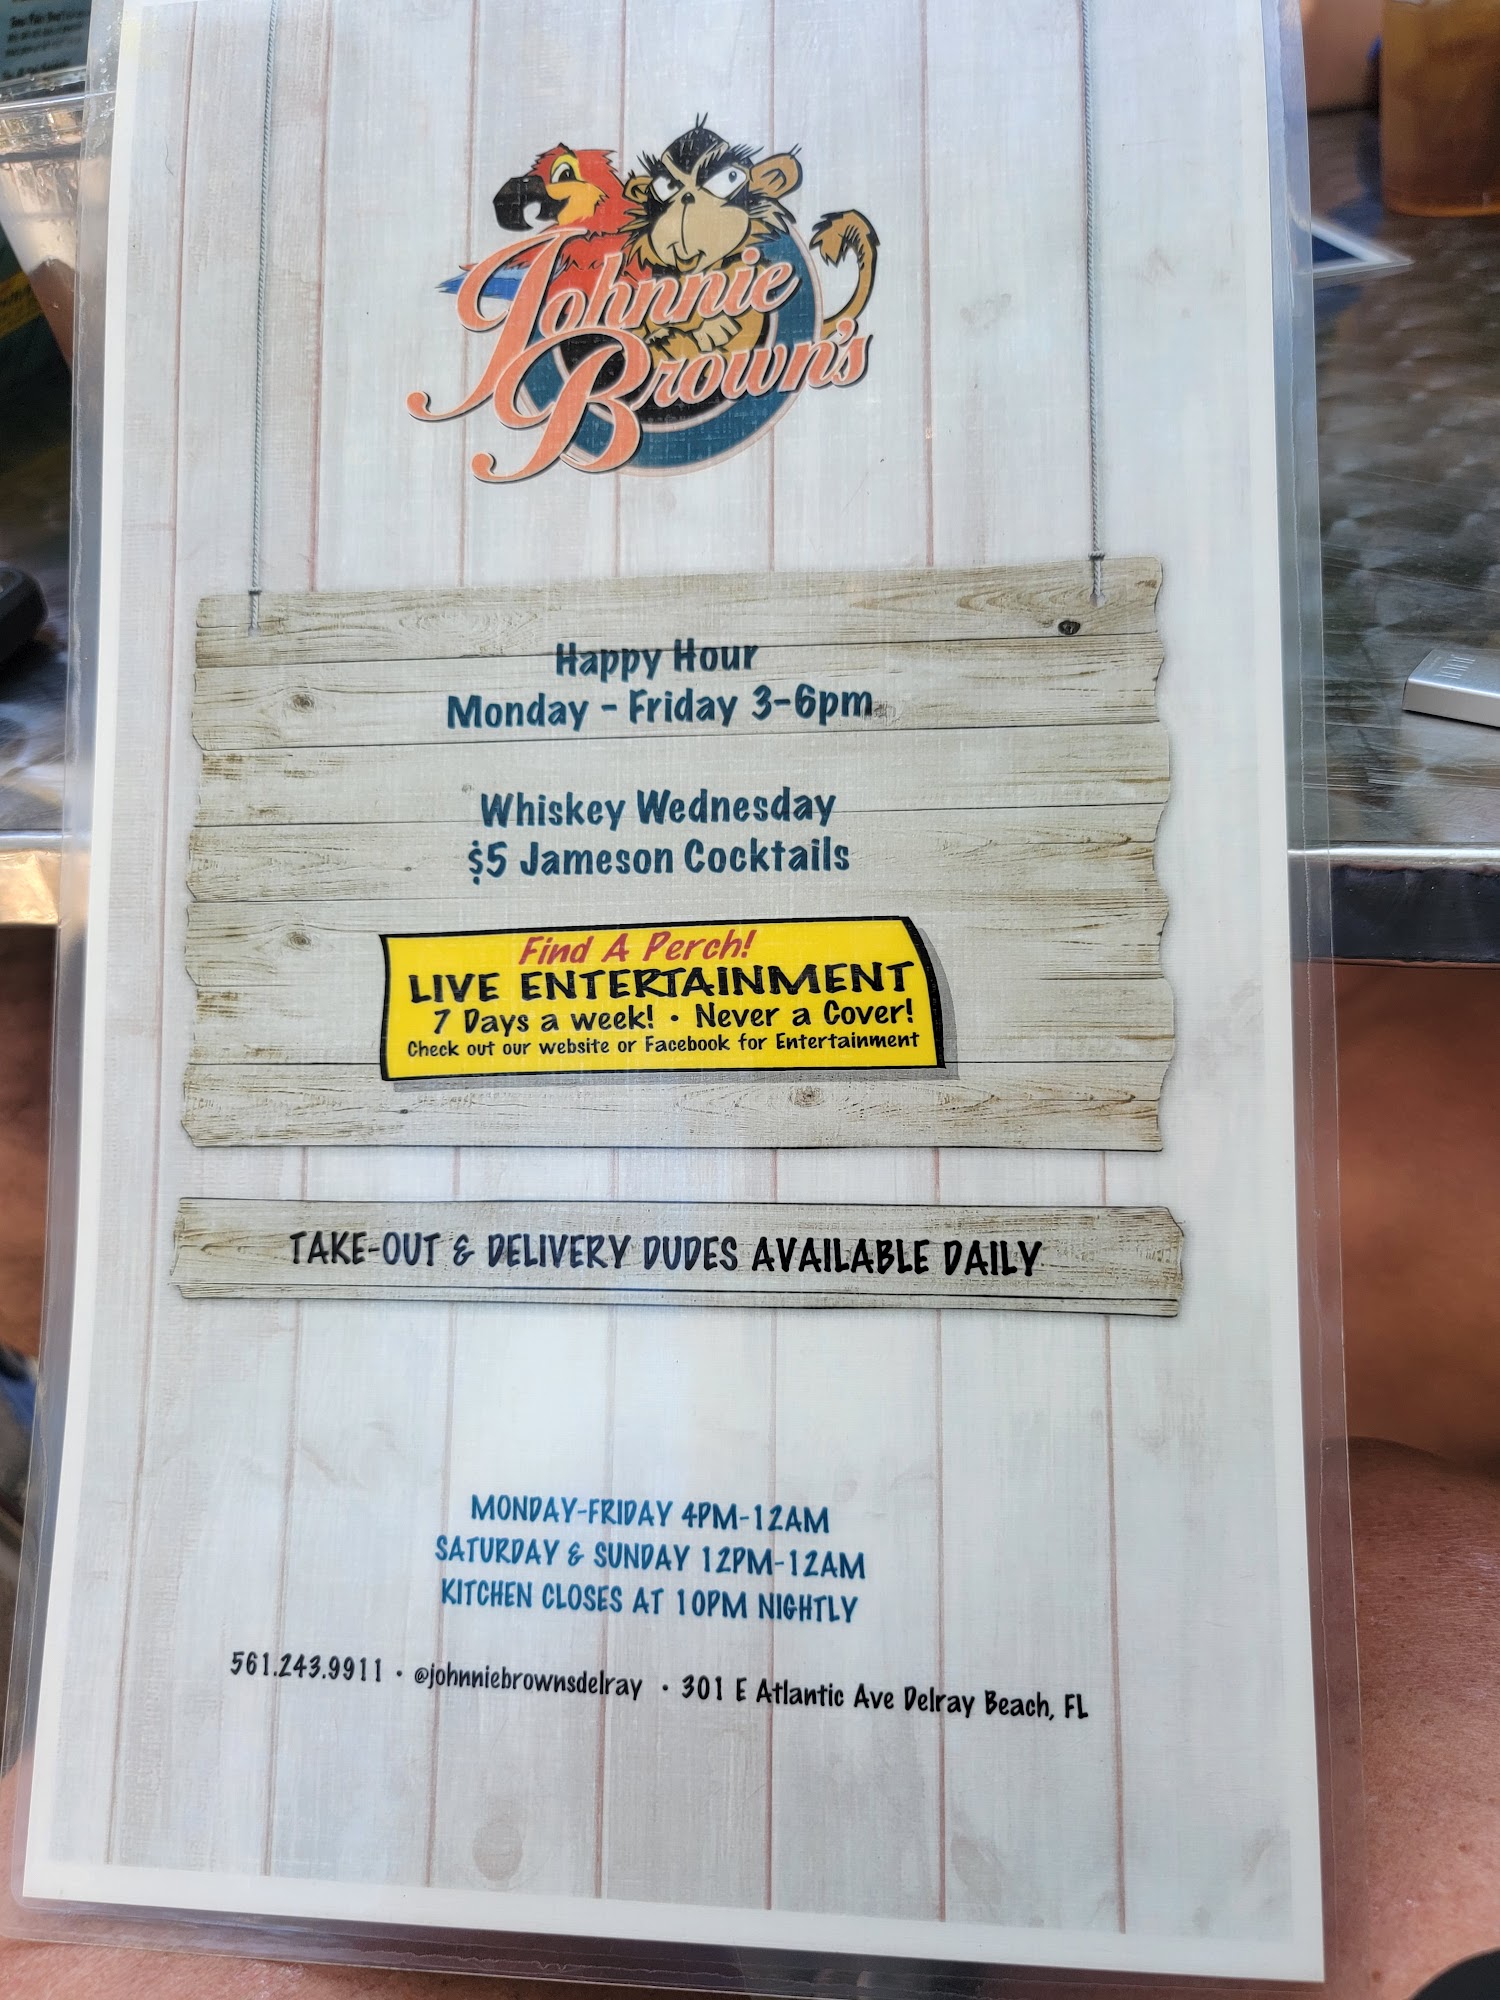 Johnnie
Brown's
Happy Hour
Monday - Friday 3-6pm
Whiskey Wednesday
$5 Jameson Cocktails
Find A Perch!
LIVE ENTERTAINMENT
7 Days a week! • Never a Cover!
Check out our website or Facebook for Entertainment
TAKE-OUT & DELIVERY DUDES AVAILABLE DAILY
MONDAY-FRIDAY 4PM-12AM
SATURDAY & SUNDAY 12PM-12AM
KITCHEN CLOSES AT 10PM NIGHTLY
561.243.9911 • @johnniebrownsdelray • 301 E Atlantic Ave Delray Beach, FL